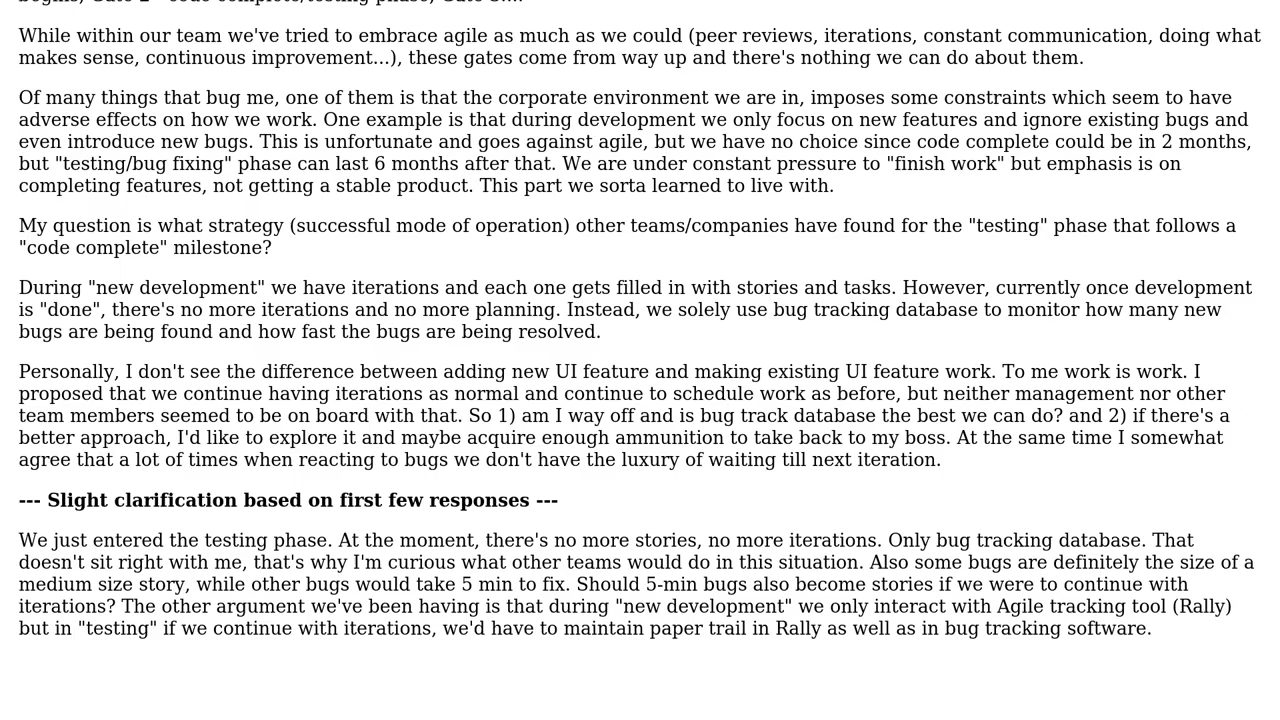 While within our team we've tried to embrace agile as much as we could (peer reviews, iterations, constant communication, doing what
makes sense, continuous improvement...), these gates come from way up and there's nothing we can do about them.
Of many things that bug me, one of them is that the corporate environment we are in, imposes some constraints which seem to have
adverse effects on how we work. One example is that during development we only focus on new features and ignore existing bugs and
even introduce new bugs. This is unfortunate and goes against agile, but we have no choice since code complete could be in 2 months,
but "testing/bug fixing" phase can last 6 months after that. We are under constant pressure to "finish work" but emphasis is on
completing features, not getting a stable product. This part we sorta learned to live with.
My question is what strategy (successful mode of operation) other teams/companies have found for the "testing" phase that follows a
"code complete" milestone?
During "new development" we have iterations and each one gets filled in with stories and tasks. However, currently once development
is "done", there's no more iterations and no more planning. Instead, we solely use bug tracking database to monitor how many new
bugs are being found and how fast the bugs are being resolved.
Personally, I don't see the difference between adding new UI feature and making existing UI feature work. To me work is work. I
proposed that we continue having iterations as normal and continue to schedule work as before, but neither management nor other
team members seemed to be on board with that. So 1) am I way off and is bug track database the best we can do? and 2) if there's a
better approach, I'd like to explore it and maybe acquire enough ammunition to take back to my boss. At the same time I somewhat
agree that a lot of times when reacting to bugs we don't have the luxury of waiting till next iteration.
--- Slight clarification based on first few responses ---
We just entered the testing phase. At the moment, there's no more stories, no more iterations. Only bug tracking database. That
doesn't sit right with me, that's why I'm curious what other teams would do in this situation. Also some bugs are definitely the size of a
medium size story, while other bugs would take 5 min to fix. Should 5-min bugs also become stories if we were to continue with
iterations? The other argument we've been having is that during "new development" we only interact with Agile tracking tool (Rally)
but in "testing" if we continue with iterations, we'd have to maintain paper trail in Rally as well as in bug tracking software.